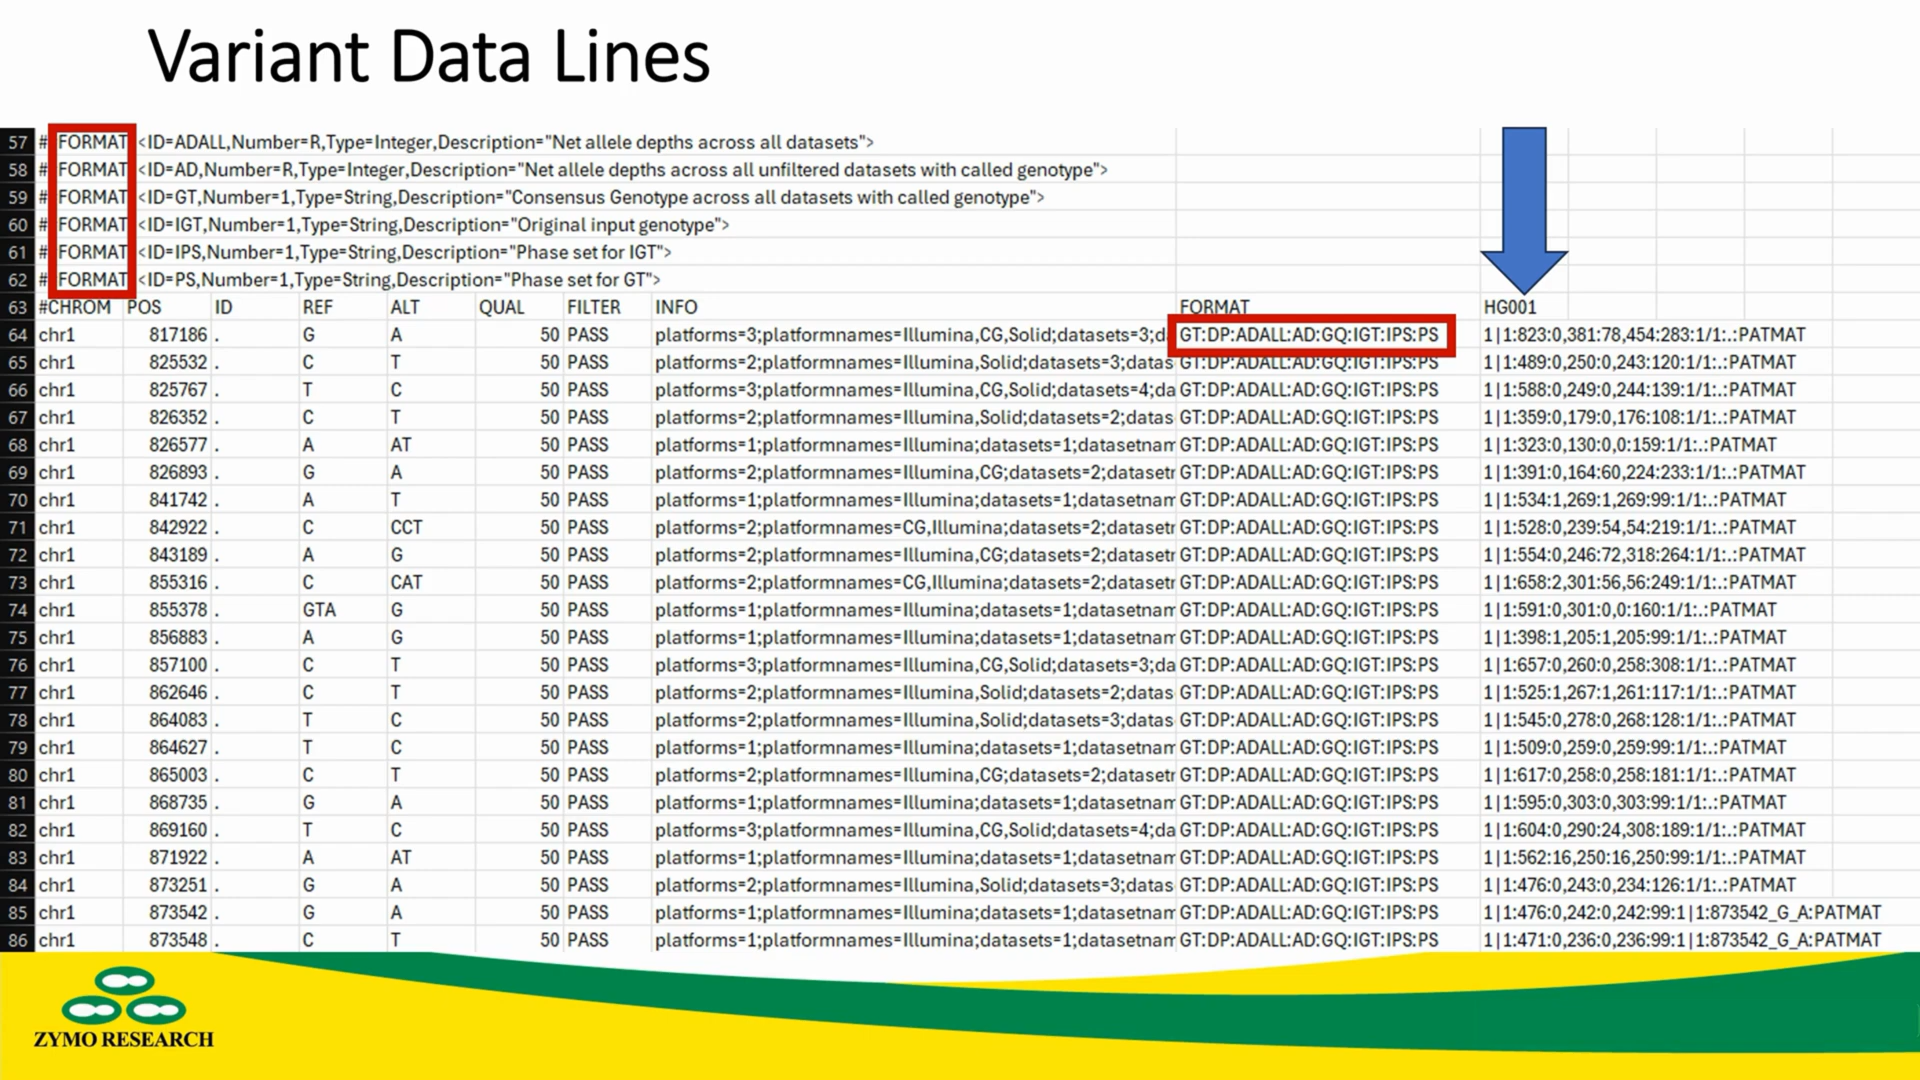 Variant Data Lines
57 # FORMAT <ID=ADALL,Number=R,Type=Integer,Description="Net allele depths across all datasets">
58 # FORMAT <ID=AD,Number=R,Type=Integer,Description="Net allele depths across all unfiltered datasets with called genotype">
59 # FORMAT <ID=GT,Number=1,Type=String,Description="Consensus Genotype across all datasets with called genotype">
60 # FORMAT <ID=IGT,Number=1,Type=String,Description="Original input genotype">
61 # FORMAT <ID=IPS,Number=1,Type=String,Description="Phase set for IGT">
62 # FORMAT <ID=PS,Number=1,Type=String,Description="Phase set for GT">
63 #CHROM POS ID REF ALT QUAL FILTER INFO FORMAT HG001
64 chr1 817186 . G A 50 PASS platforms=3;platformnames=Illumina,CG,Solid;datasets=3;da GT:DP:ADALL:AD:GQ:IGT:IPS:PS 1|1:823:0,381:78,454:283:1/1:.:PATMAT
65 chr1 825532 . C T 50 PASS platforms=2;platformnames=Illumina,Solid;datasets=3;datas GT:DP:ADALL:AD:GQ:IGT:IPS:PS 1|1:489:0,250:0,243:120:1/1:.:PATMAT
66 chr1 825767 . T C 50 PASS platforms=3;platformnames=Illumina,CG,Solid;datasets=4;da GT:DP:ADALL:AD:GQ:IGT:IPS:PS 1|1:588:0,249:0,244:139:1/1:.:PATMAT
67 chr1 826352 . C T 50 PASS platforms=2;platformnames=Illumina,Solid;datasets=2;datas GT:DP:ADALL:AD:GQ:IGT:IPS:PS 1|1:359:0,179:0,176:108:1/1:.:PATMAT
68 chr1 826577 . A AT 50 PASS platforms=1;platformnames=Illumina;datasets=1;datasetnam GT:DP:ADALL:AD:GQ:IGT:IPS:PS 1|1:323:0,130:0,0:159:1/1:.:PATMAT
69 chr1 826893 . G A 50 PASS platforms=2;platformnames=Illumina,CG;datasets=2;datasetn GT:DP:ADALL:AD:GQ:IGT:IPS:PS 1|1:391:0,164:60,224:233:1/1:.:PATMAT
70 chr1 841742 . A T 50 PASS platforms=1;platformnames=Illumina;datasets=1;datasetnam GT:DP:ADALL:AD:GQ:IGT:IPS:PS 1|1:534:1,269:1,269:99:1/1:.:PATMAT
71 chr1 842922 . C CCT 50 PASS platforms=2;platformnames=CG,Illumina;datasets=2;datasetn GT:DP:ADALL:AD:GQ:IGT:IPS:PS 1|1:528:0,239:54,54:219:1/1:.:PATMAT
72 chr1 843189 . A G 50 PASS platforms=2;platformnames=Illumina,CG;datasets=2;datasetn GT:DP:ADALL:AD:GQ:IGT:IPS:PS 1|1:554:0,246:72,318:264:1/1:.:PATMAT
73 chr1 855316 . C CAT 50 PASS platforms=2;platformnames=CG,Illumina;datasets=2;datasetn GT:DP:ADALL:AD:GQ:IGT:IPS:PS 1|1:658:2,301:56,56:249:1/1:.:PATMAT
74 chr1 855378 . GTA G 50 PASS platforms=1;platformnames=Illumina;datasets=1;datasetnam GT:DP:ADALL:AD:GQ:IGT:IPS:PS 1|1:591:0,301:0,0:160:1/1:.:PATMAT
75 chr1 856883 . A G 50 PASS platforms=1;platformnames=Illumina;datasets=1;datasetnam GT:DP:ADALL:AD:GQ:IGT:IPS:PS 1|1:398:1,205:1,205:99:1/1:.:PATMAT
76 chr1 857100 . C T 50 PASS platforms=3;platformnames=Illumina,CG,Solid;datasets=3;da GT:DP:ADALL:AD:GQ:IGT:IPS:PS 1|1:657:0,260:0,258:308:1/1:.:PATMAT
77 chr1 862646 . C T 50 PASS platforms=2;platformnames=Illumina,Solid;datasets=2;datas GT:DP:ADALL:AD:GQ:IGT:IPS:PS 1|1:525:1,267:1,261:117:1/1:.:PATMAT
78 chr1 864083 . T C 50 PASS platforms=2;platformnames=Illumina,Solid;datasets=3;datas GT:DP:ADALL:AD:GQ:IGT:IPS:PS 1|1:545:0,278:0,268:128:1/1:.:PATMAT
79 chr1 864627 . T C 50 PASS platforms=1;platformnames=Illumina;datasets=1;datasetnam GT:DP:ADALL:AD:GQ:IGT:IPS:PS 1|1:509:0,259:0,259:99:1/1:.:PATMAT
80 chr1 865003 . C T 50 PASS platforms=2;platformnames=Illumina,CG;datasets=2;datasetn GT:DP:ADALL:AD:GQ:IGT:IPS:PS 1|1:617:0,258:0,258:181:1/1:.:PATMAT
81 chr1 868735 . G A 50 PASS platforms=1;platformnames=Illumina;datasets=1;datasetnam GT:DP:ADALL:AD:GQ:IGT:IPS:PS 1|1:595:0,303:0,303:99:1/1:.:PATMAT
82 chr1 869160 . T C 50 PASS platforms=3;platformnames=Illumina,CG,Solid;datasets=4;da GT:DP:ADALL:AD:GQ:IGT:IPS:PS 1|1:604:0,290:24,308:189:1/1:.:PATMAT
83 chr1 871922 . A AT 50 PASS platforms=1;platformnames=Illumina;datasets=1;datasetnam GT:DP:ADALL:AD:GQ:IGT:IPS:PS 1|1:562:16,250:16,250:99:1/1:.:PATMAT
84 chr1 873251 . G A 50 PASS platforms=2;platformnames=Illumina,Solid;datasets=3;datas GT:DP:ADALL:AD:GQ:IGT:IPS:PS 1|1:476:0,243:0,234:126:1/1:.:PATMAT
85 chr1 873542 . G A 50 PASS platforms=1;platformnames=Illumina;datasets=1;datasetnam GT:DP:ADALL:AD:GQ:IGT:IPS:PS 1|1:476:0,242:0,242:99:1|1:873542_G_A:PATMAT
86 chr1 873548 . C T 50 PASS platforms=1;platformnames=Illumina;datasets=1;datasetnam GT:DP:ADALL:AD:GQ:IGT:IPS:PS 1|1:471:0,236:0,236:99:1|1:873542_G_A:PATMAT
ZYMO RESEARCH